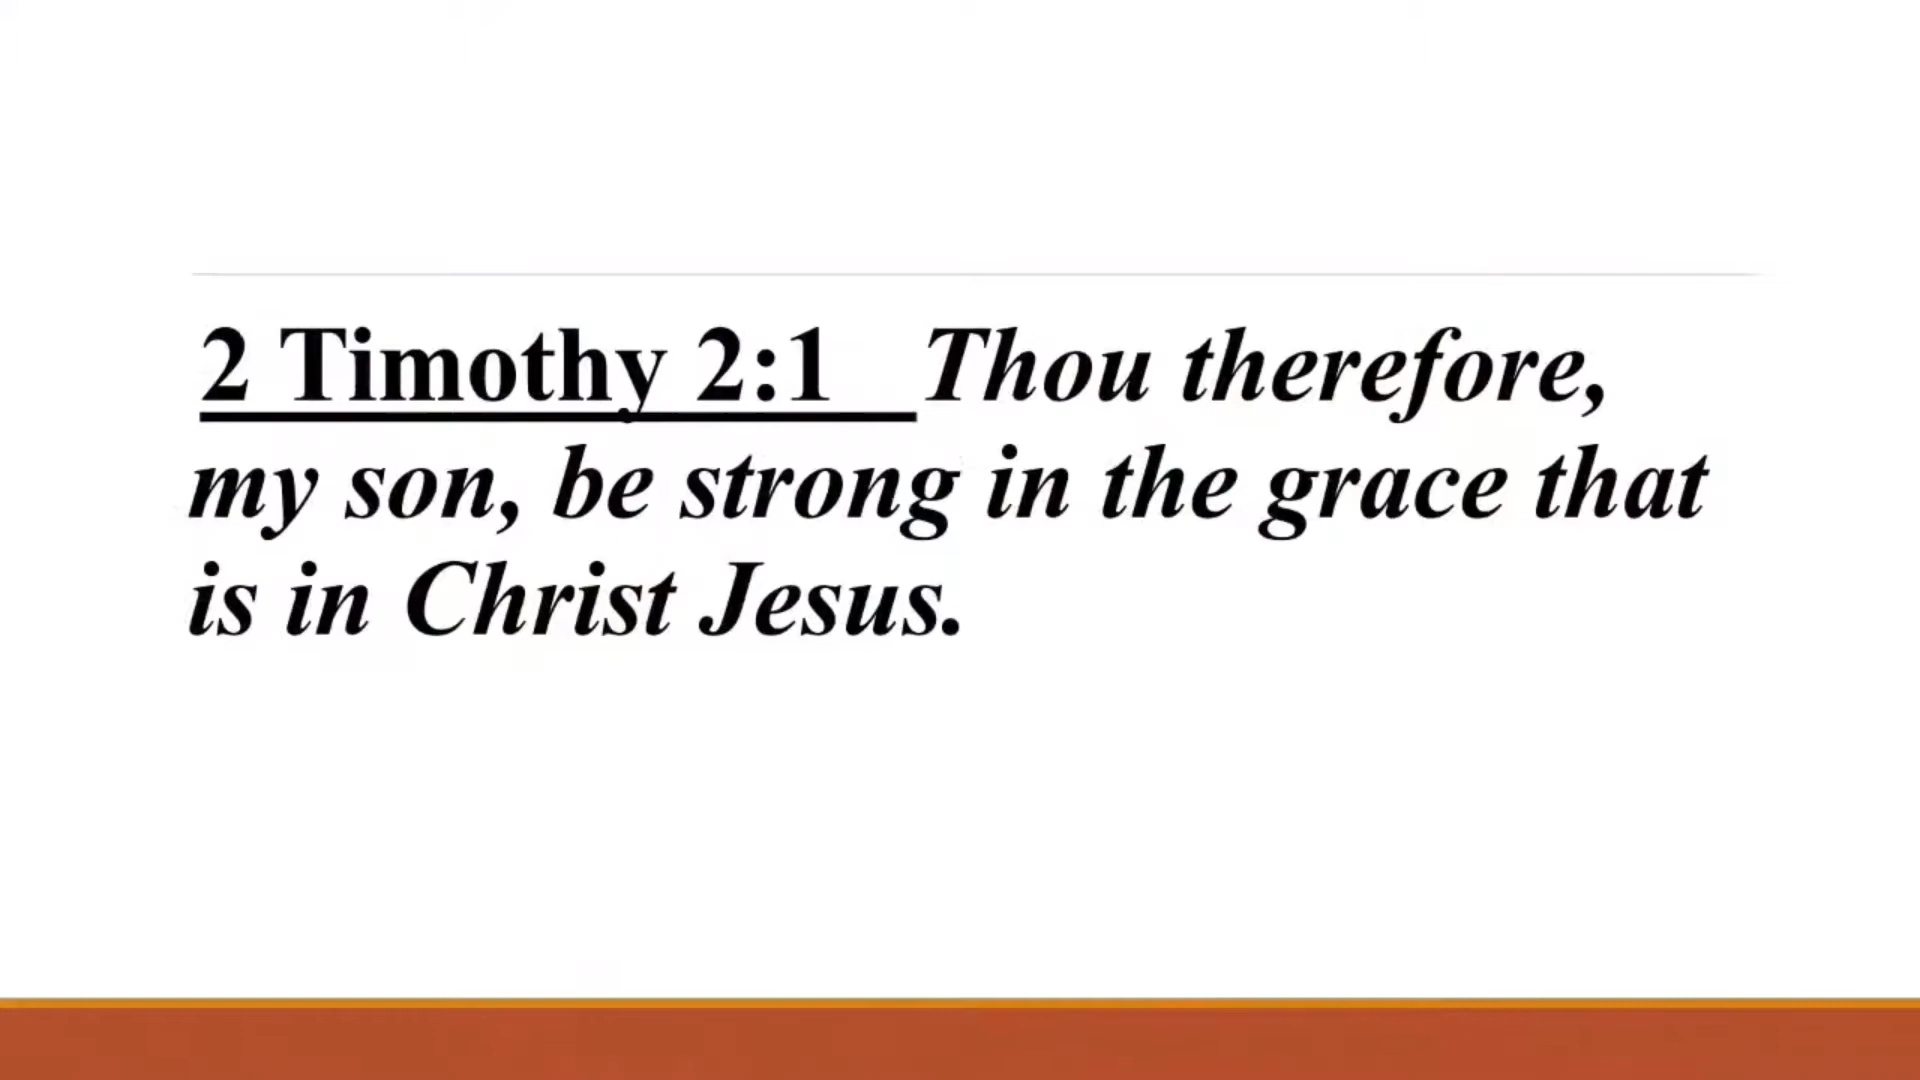 2 Timothy 2:1 Thou therefore,
my son, be strong in the grace that
is in Christ Jesus.